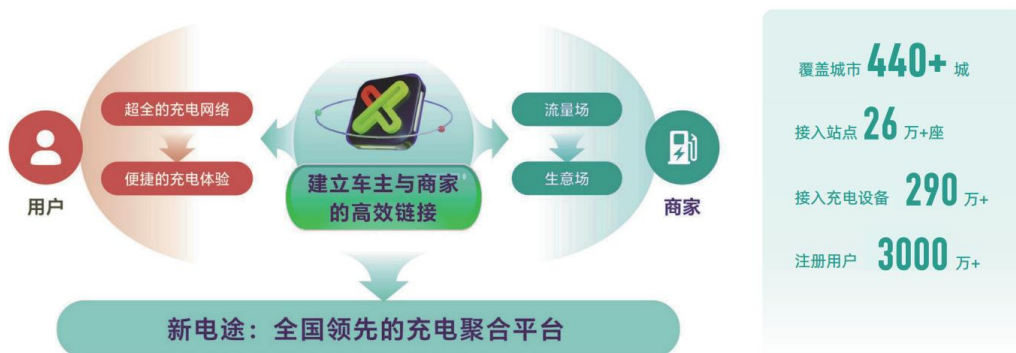 超全的充电网络
便捷的充电体验
用户
建立车主与商家
的高效链接
流量场
生意场
商家
新电途：全国领先的充电聚合平台
覆盖城市 440+ 城
接入站点 26 万+座
接入充电设备 290 万+
注册用户 3000 万+